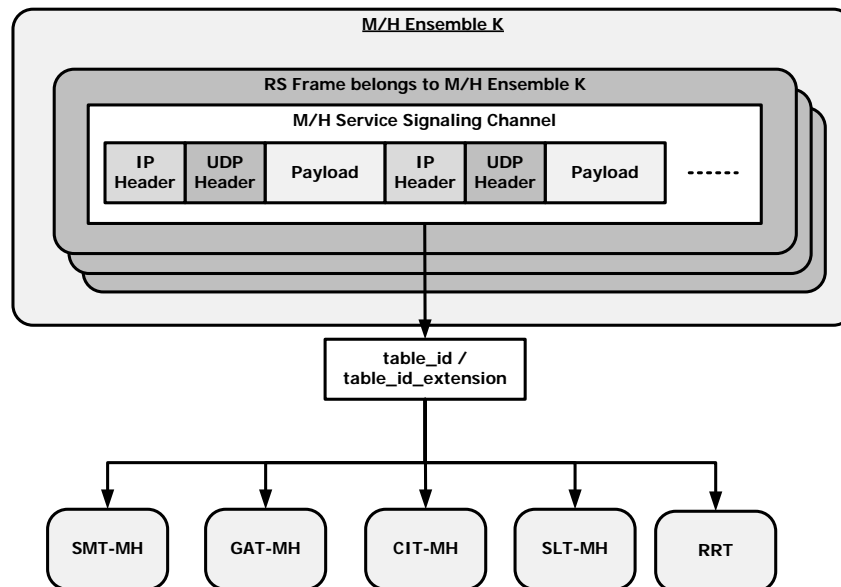 M/H Ensemble K
RS Frame belongs to M/H Ensemble K
M/H Service Signaling Channel
IP Header UDP Header Payload IP Header UDP Header Payload ------
table_id /
table_id_extension
SMT-MH GAT-MH CIT-MH SLT-MH RRT